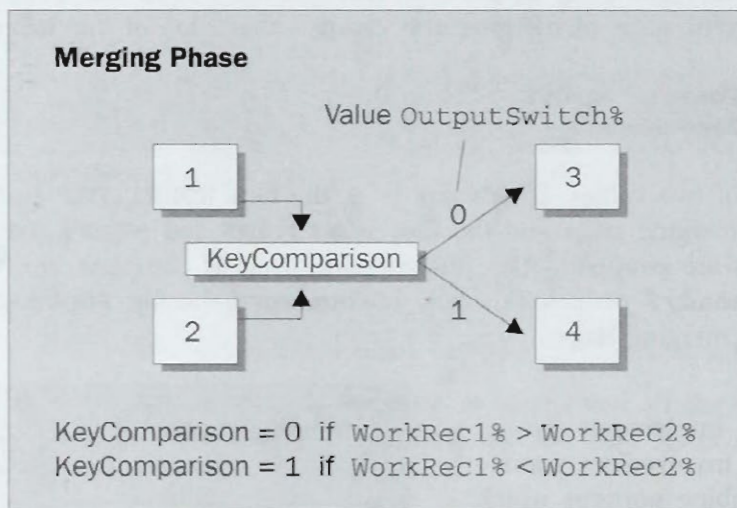 Merging Phase
Value OutputSwitch%
1
3
0
KeyComparison
1
2
4
KeyComparison = 0 if WorkRec1% > WorkRec2%
KeyComparison = 1 if WorkRec1% < WorkRec2%